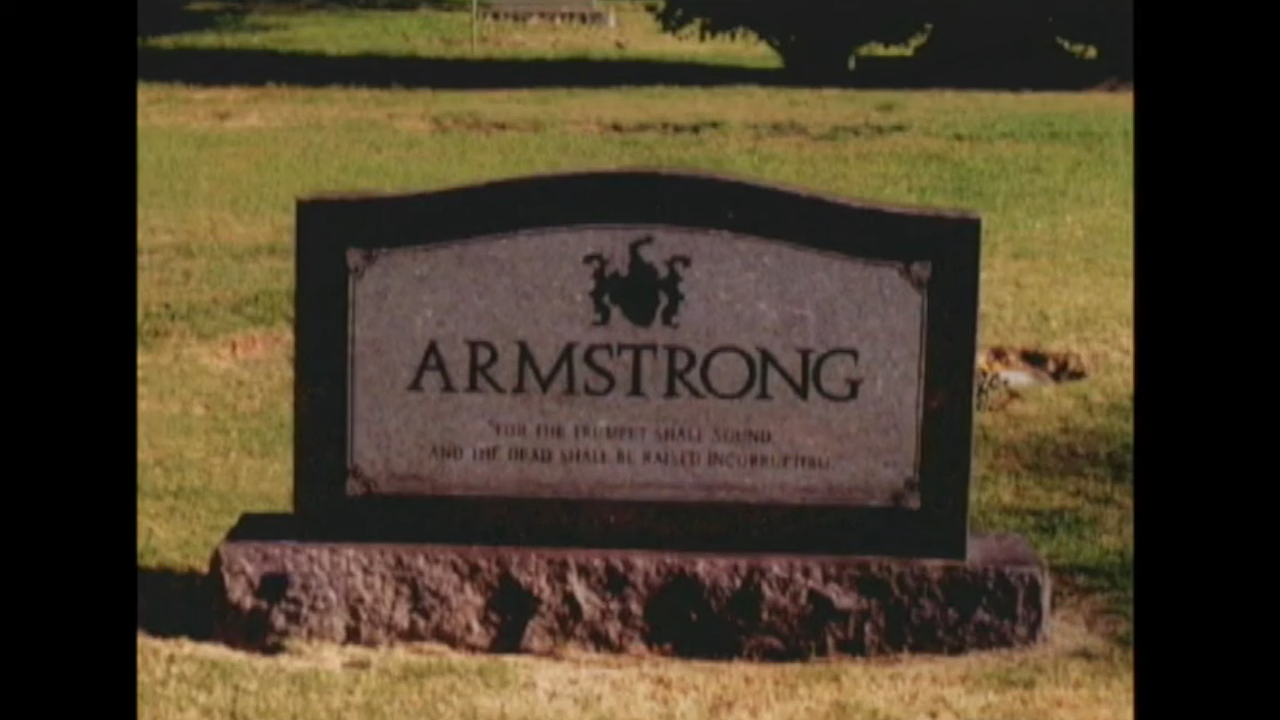 ARMSTRONG
"FOR THE TRUMPET SHALL SOUND
AND THE DEAD SHALL BE RAISED INCORRUPTIBLE"